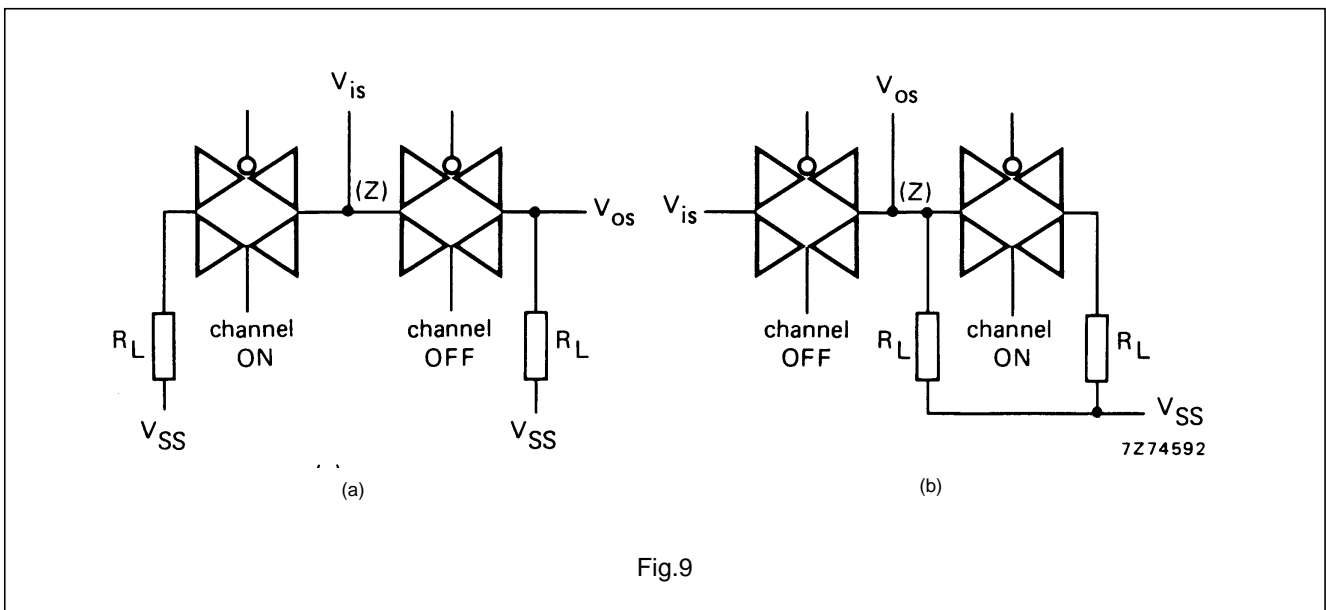 V_is
(Z)
V_os
R_L
channel
ON
channel
OFF
R_L
V_SS
V_SS
(a)
V_os
V_is
(Z)
channel
OFF
R_L
channel
ON
R_L
V_SS
7Z74592
(b)
Fig.9